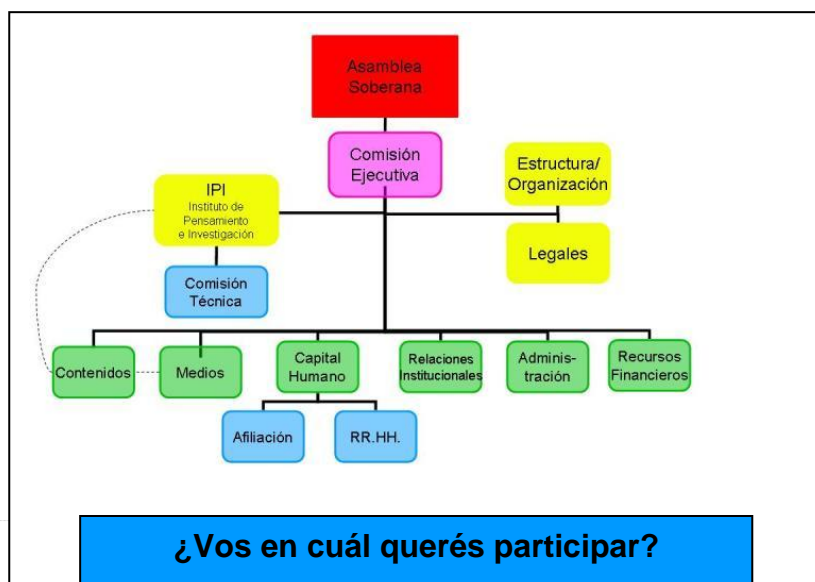 Asamblea
Soberana
Comisión
Ejecutiva
Estructura/
Organización
IPI
Instituto de
Pensamiento
e Investigación
Legales
Comisión
Técnica
Contenidos
Medios
Capital
Humano
Relaciones
Institucionales
Adminis-
tración
Recursos
Financieros
Afiliación
RR.HH.
¿Vos en cuál querés participar?